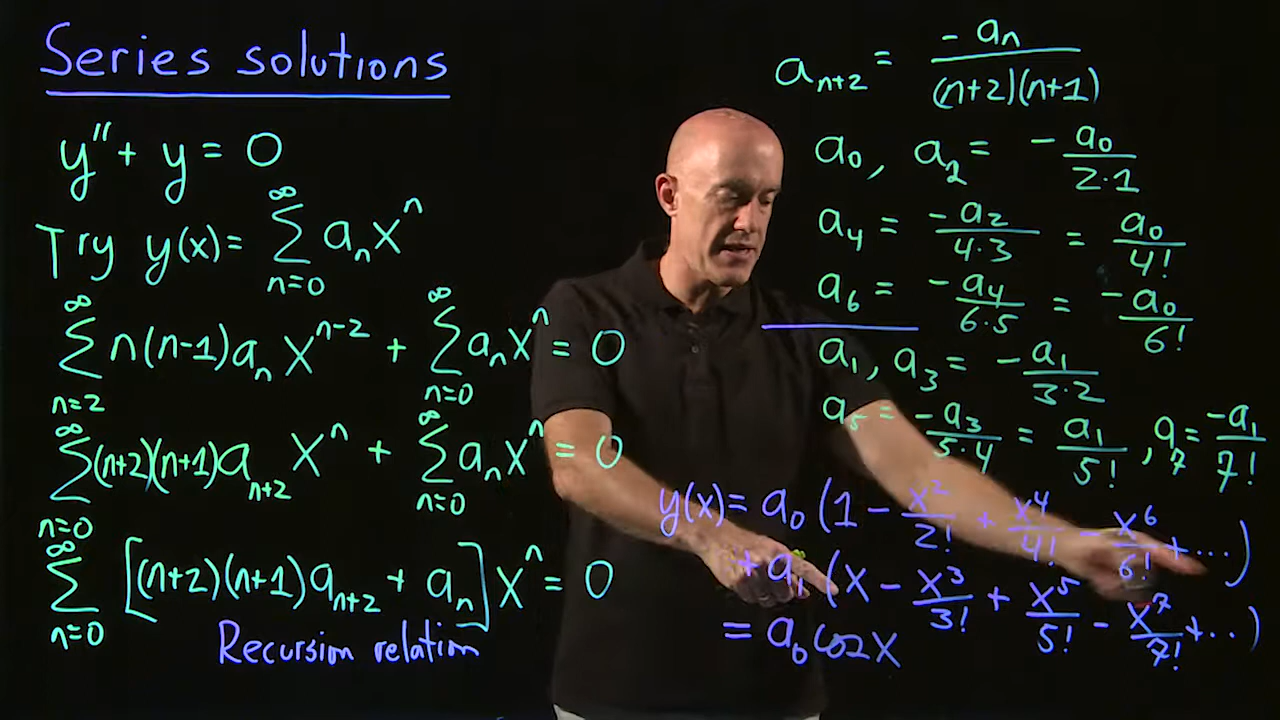 Series solutions
y'' + y = 0
Try y(x) = ∑_{n=0}^{∞} a_n x^n
∑_{n=2}^{∞} n(n-1)a_n x^{n-2} + ∑_{n=0}^{∞} a_n x^n = 0
∑_{n=0}^{∞} (n+2)(n+1)a_{n+2} x^n + ∑_{n=0}^{∞} a_n x^n = 0
∑_{n=0}^{∞} [(n+2)(n+1)a_{n+2} + a_n] x^n = 0
Recursion relation
a_{n+2} = -a_n / (n+2)(n+1)
a_0, a_2 = - a_0 / 2·1
a_4 = -a_2 / 4·3 = a_0 / 4!
a_6 = -a_4 / 6·5 = -a_0 / 6!
a_1, a_3 = - a_1 / 3·2
a_5 = -a_3 / 5·4 = a_1 / 5!, a_7 = -a_1 / 7!
y(x) = a_0 (1 - x^2/2! + x^4/4! - x^6/6! + ...)
+ a_1 (x - x^3/3! + x^5/5! - x^7/7! + ...)
= a_0 cos x